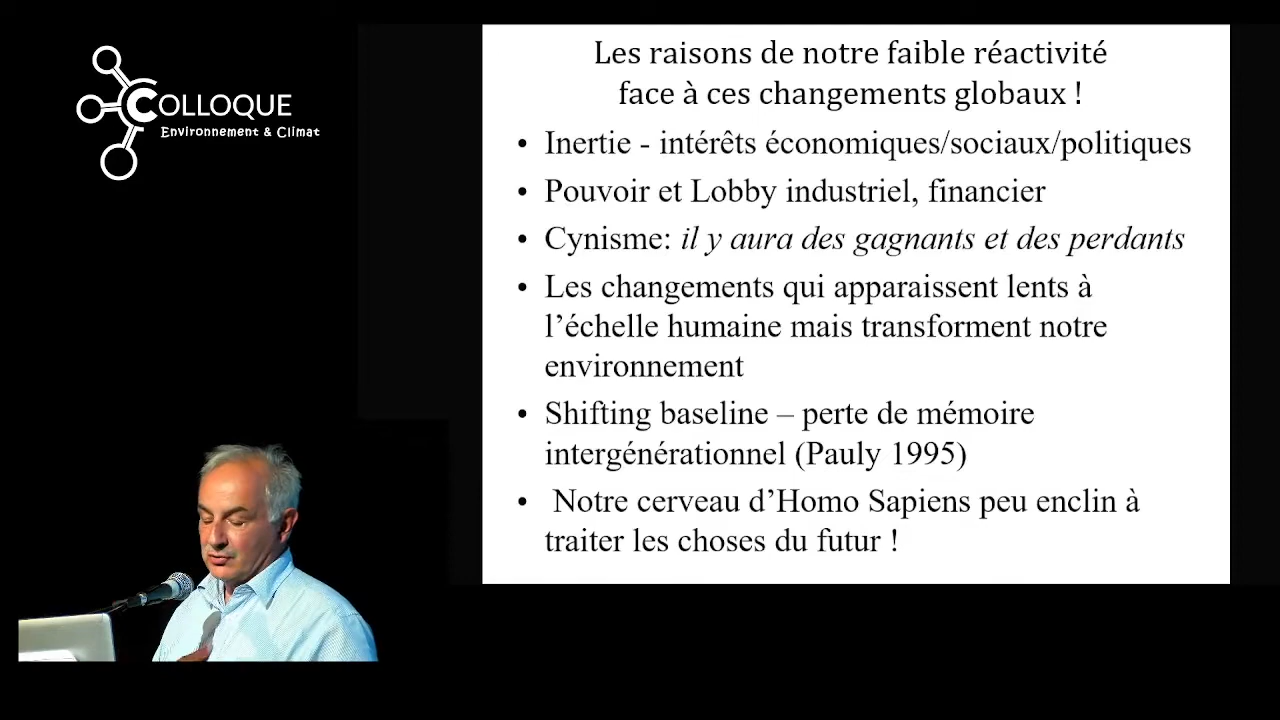 COLLOQUE
Environnement & Climat
Les raisons de notre faible réactivité
face à ces changements globaux !
• Inertie - intérêts économiques/sociaux/politiques
• Pouvoir et Lobby industriel, financier
• Cynisme: il y aura des gagnants et des perdants
• Les changements qui apparaissent lents à
l’échelle humaine mais transforment notre
environnement
• Shifting baseline – perte de mémoire
intergénérationnel (Pauly 1995)
• Notre cerveau d’Homo Sapiens peu enclin à
traiter les choses du futur !